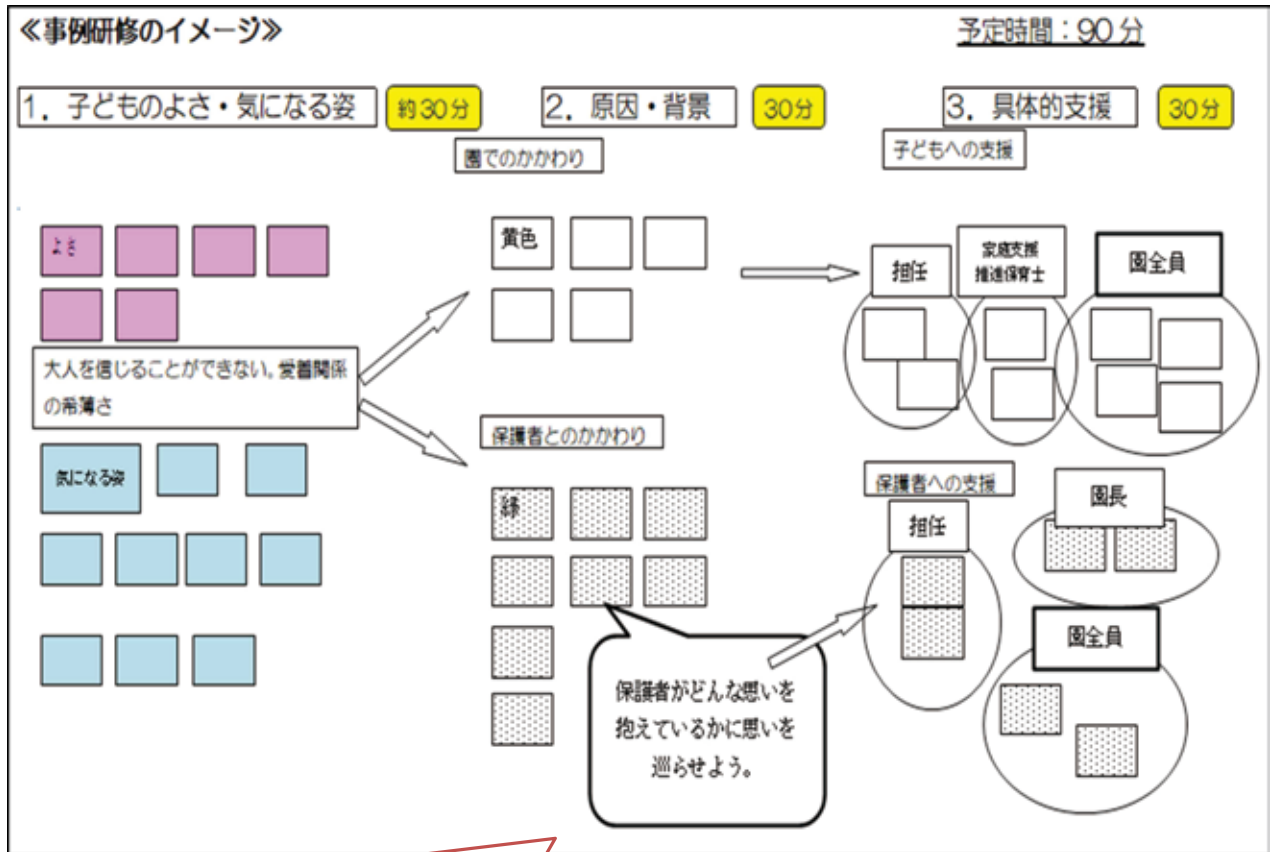 ≪事例研修のイメージ≫
予定時間：90分
1．子どものよさ・気になる姿
約30分
2．原因・背景
30分
3．具体的支援
30分
園でのかかわり
子どもへの支援
よさ
黄色
担任
家庭支援
推進保育士
園全員
大人を信じることができない。愛着関係
の希薄さ
保護者とのかかわり
気になる姿
保護者への支援
緑
担任
園長
園全員
保護者がどんな思いを
抱えているかに思いを
巡らせよう。